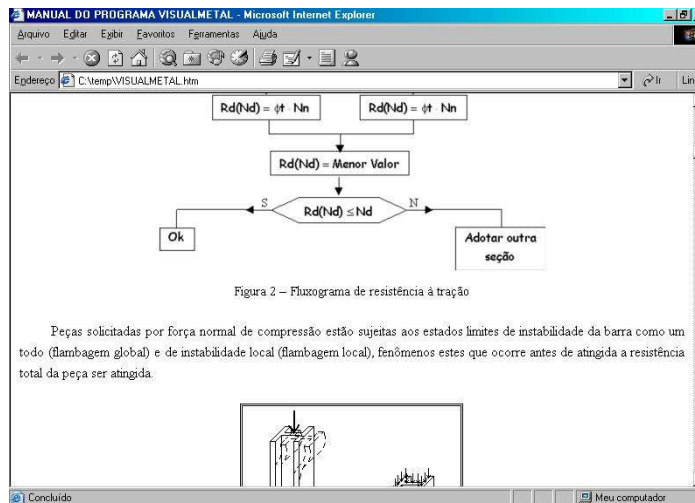 MANUAL DO PROGRAMA VISUALMETAL - Microsoft Internet Explorer
Arquivo Editar Exibir Favoritos Ferramentas Ajuda
Endereço C:\temp\VISUALMETAL.htm Ir Lin
Rd(Nd) = ϕt · Nn Rd(Nd) = ϕt · Nn
Rd(Nd) = Menor Valor
S Rd(Nd) ≤ Nd N
Ok Adotar outra
seção
Figura 2 – Fluxograma de resistência à tração
Peças solicitadas por força normal de compressão estão sujeitas aos estados limites de instabilidade da barra como um
todo (flambagem global) e de instabilidade local (flambagem local), fenômenos estes que ocorre antes de atingida a resistência
total da peça ser atingida.
Concluído Meu computador